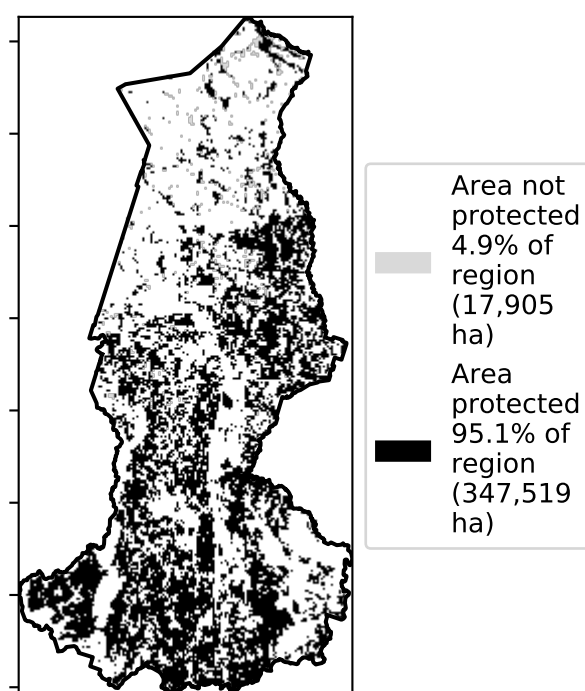 Area not
protected
4.9% of
region
(17,905
ha)
Area
protected
95.1% of
region
(347,519
ha)